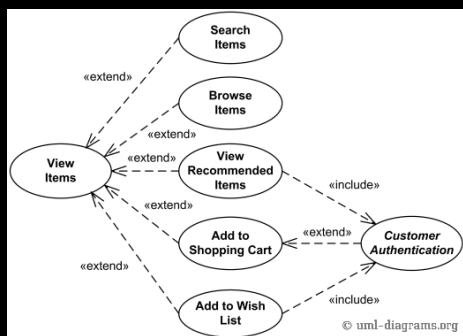 Search
Items
«extend»
Browse
Items
«extend»
View
Items
«extend»
View
Recommended
Items
«include»
«extend»
Add to
Shopping Cart
«extend»
Customer
Authentication
«extend»
Add to Wish
List
«include»
© uml-diagrams.org